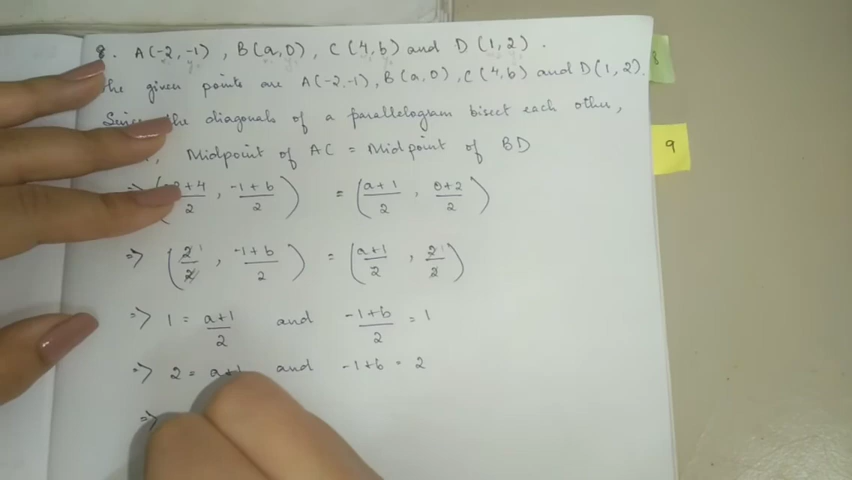 8. A(-2,-1), B(a,0), C(4,b) and D(1,2).
The given points are A(-2,-1), B(a,0), C(4,b) and D(1,2).
the diagonals of a parallelogram bisect each other,
Midpoint of AC = Midpoint of BD
=> (-2+4/2, -1+b/2) = (a+1/2, 0+2/2)
=> (2/2, -1+b/2) = (a+1/2, 2/2)
=> 1 = a+1/2 and -1+b/2 = 1
=> 2 = a+1 and -1+b = 2
=>
8
9